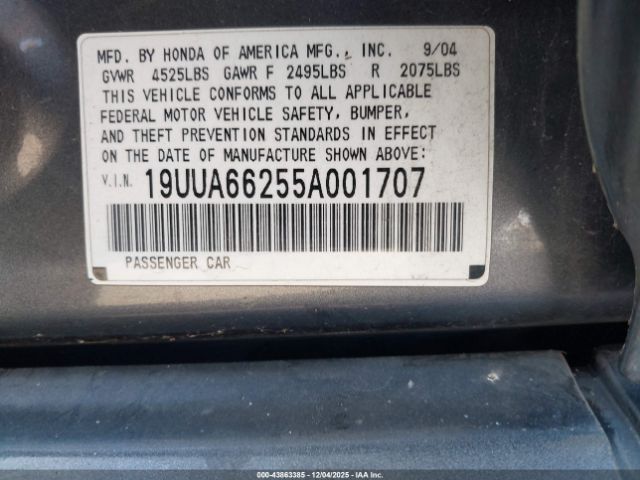 MFD. BY HONDA OF AMERICA MFG., INC. 9/04
GVWR 4525LBS GAWR F 2495LBS R 2075LBS
THIS VEHICLE CONFORMS TO ALL APPLICABLE
FEDERAL MOTOR VEHICLE SAFETY, BUMPER,
AND THEFT PREVENTION STANDARDS IN EFFECT
ON THE DATE OF MANUFACTURE SHOWN ABOVE:
V.I.N. 19UUA66255A001707
PASSENGER CAR
000-43863385 - 12/04/2025 - IAA Inc.